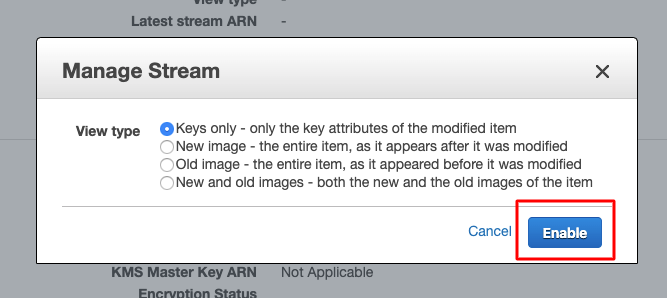 View type -
Latest stream ARN -
Manage Stream
View type
Keys only - only the key attributes of the modified item
New image - the entire item, as it appears after it was modified
Old image - the entire item, as it appeared before it was modified
New and old images - both the new and the old images of the item
Cancel Enable
KMS Master Key ARN Not Applicable
Encryption Status